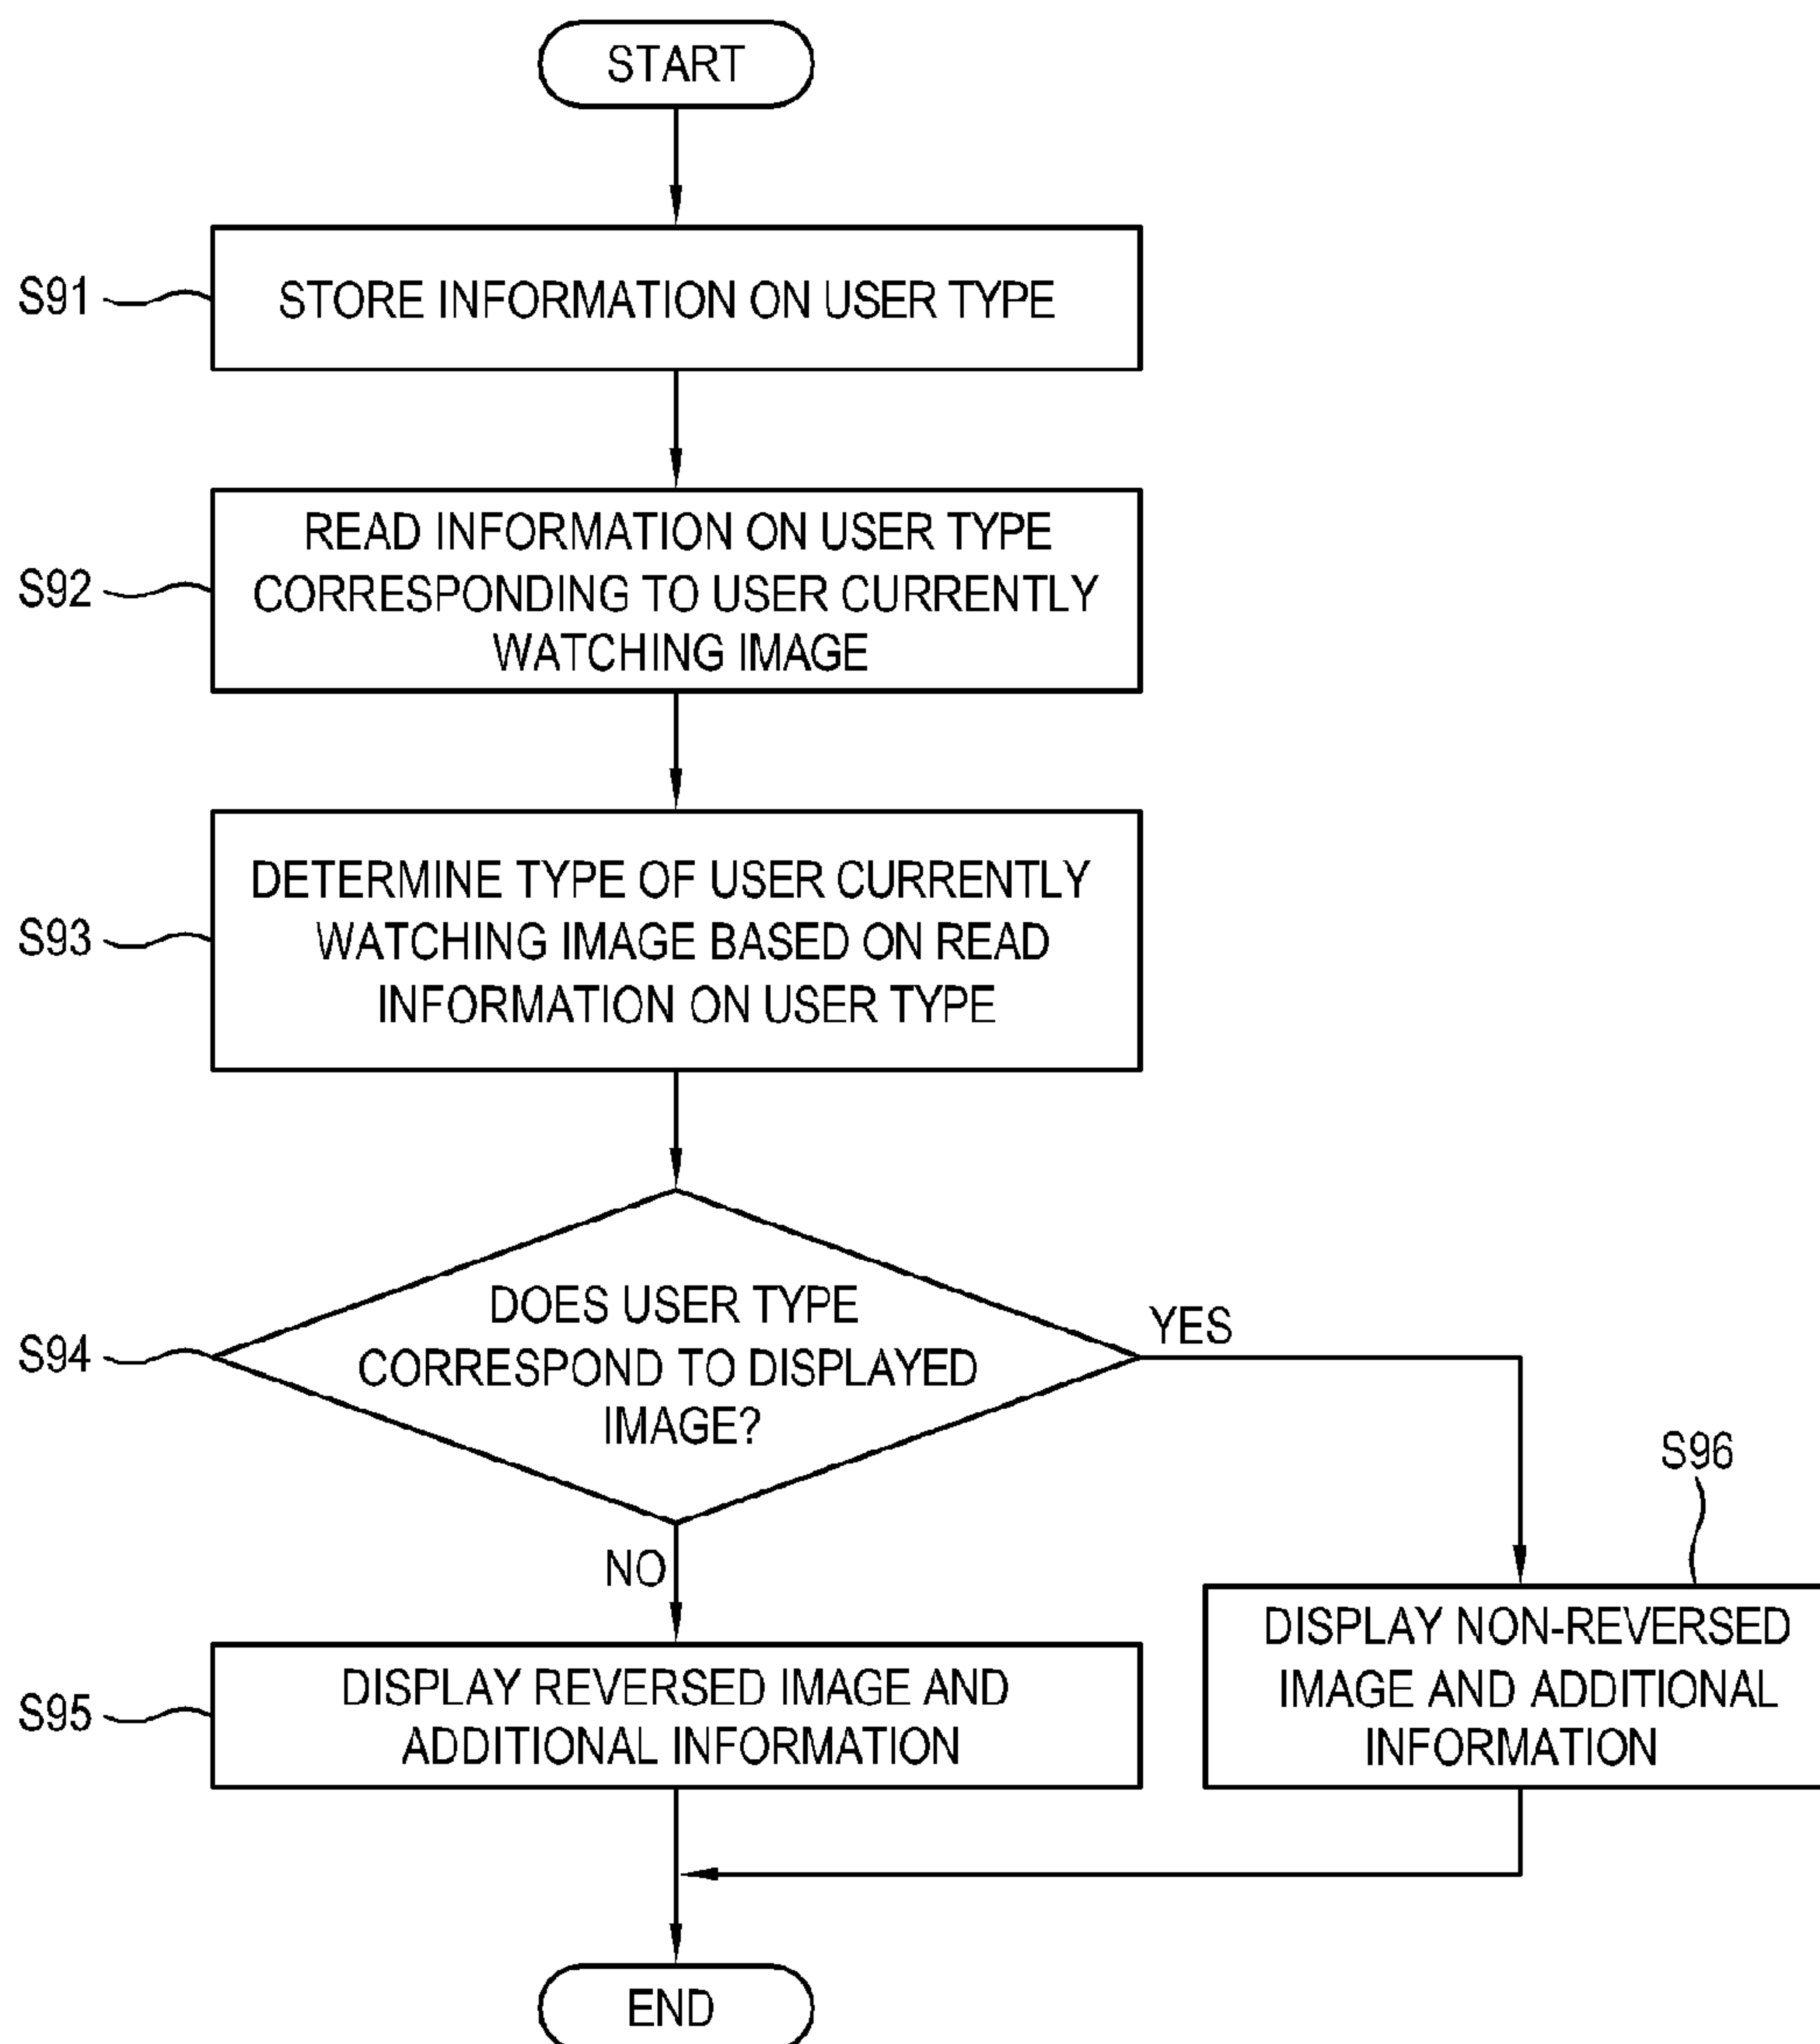 START
S91
STORE INFORMATION ON USER TYPE
S92
READ INFORMATION ON USER TYPE
CORRESPONDING TO USER CURRENTLY
WATCHING IMAGE
S93
DETERMINE TYPE OF USER CURRENTLY
WATCHING IMAGE BASED ON READ
INFORMATION ON USER TYPE
S94
DOES USER TYPE
CORRESPOND TO DISPLAYED
IMAGE?
YES
NO
S95
DISPLAY REVERSED IMAGE AND
ADDITIONAL INFORMATION
S96
DISPLAY NON-REVERSED
IMAGE AND ADDITIONAL
INFORMATION
END